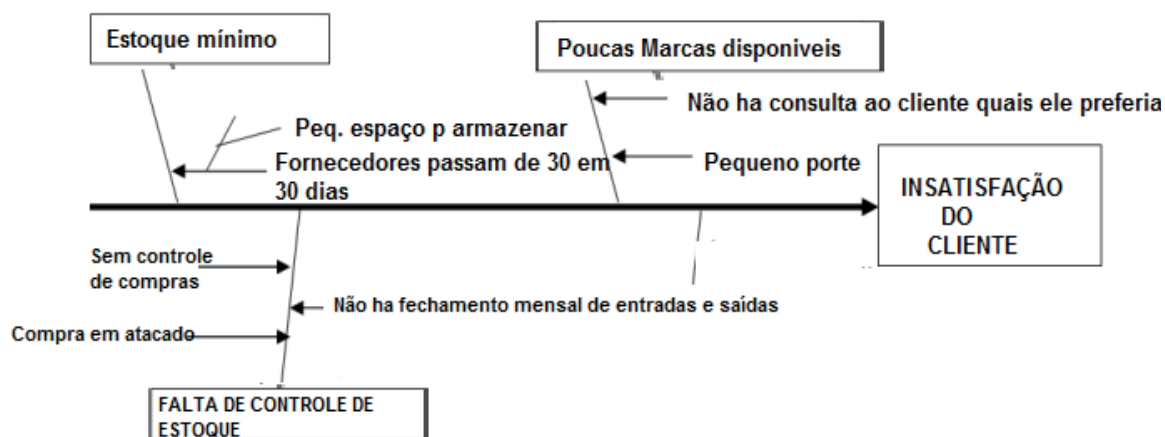 Estoque mínimo
Poucas Marcas disponiveis
Não ha consulta ao cliente quais ele preferia
Peq. espaço p armazenar
Fornecedores passam de 30 em
30 dias
Pequeno porte
INSATISFAÇÃO
DO
CLIENTE
Sem controle
de compras
Não ha fechamento mensal de entradas e saídas
Compra em atacado
FALTA DE CONTROLE DE
ESTOQUE